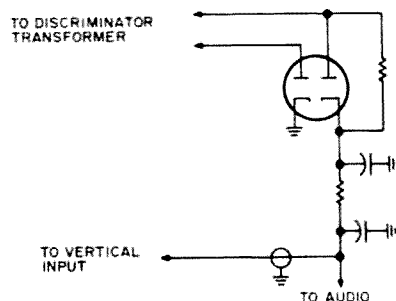 TO DISCRIMINATOR
TRANSFORMER
TO VERTICAL
INPUT
TO AUDIO